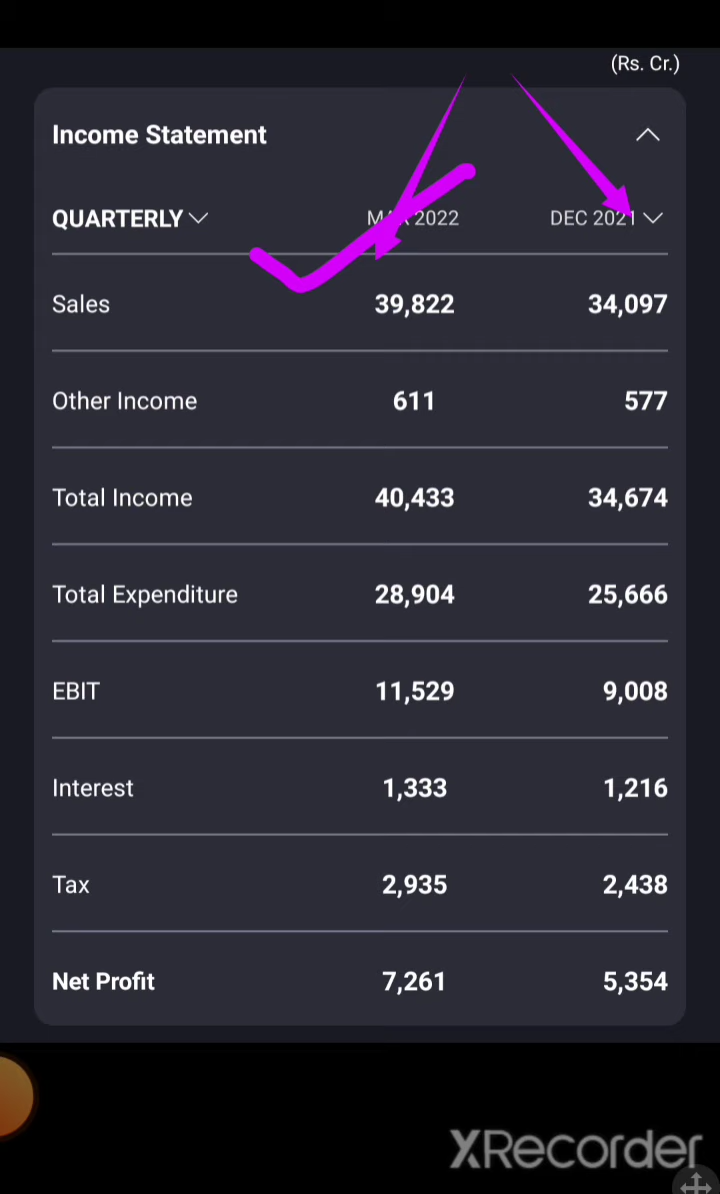 (Rs. Cr.)
Income Statement
QUARTERLY MAR 2022 DEC 2021
Sales 39,822 34,097
Other Income 611 577
Total Income 40,433 34,674
Total Expenditure 28,904 25,666
EBIT 11,529 9,008
Interest 1,333 1,216
Tax 2,935 2,438
Net Profit 7,261 5,354
XRecorder